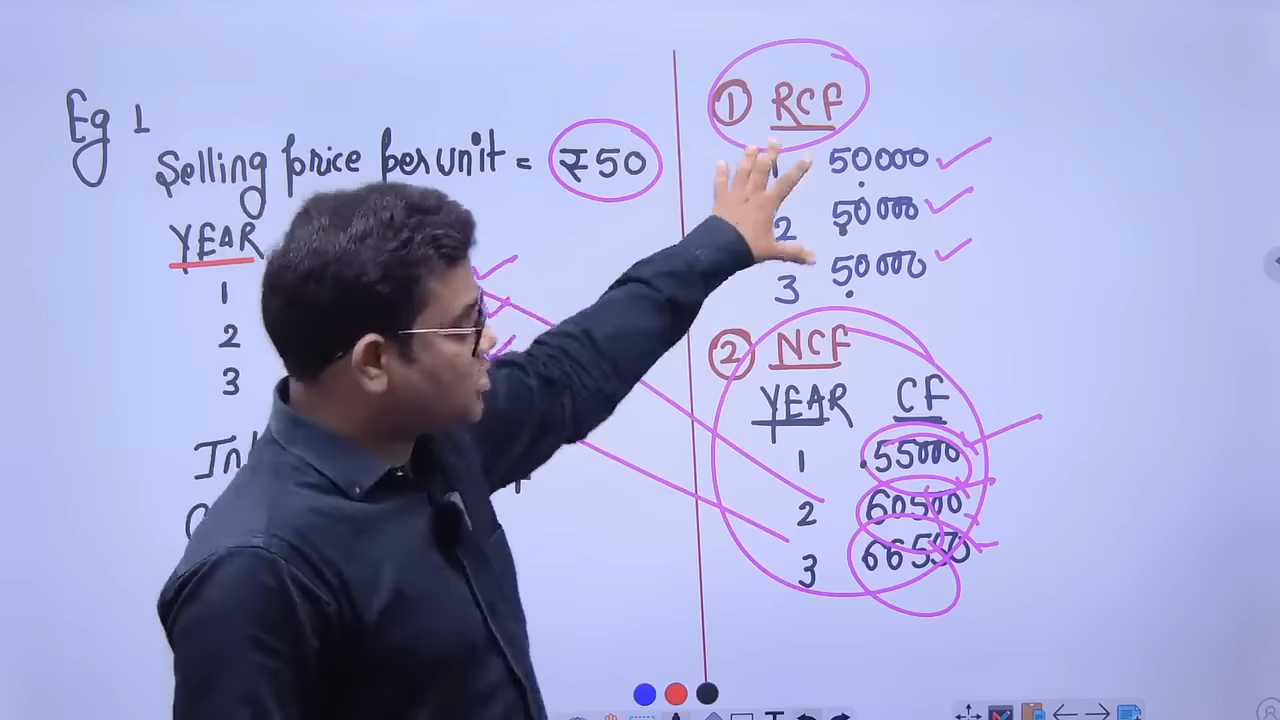 Eg 1
Selling price per unit = ₹50
YEAR
1
2
3
① RCF
1 50000
2 50000
3 50000
② NCF
YEAR CF
1 55000
2 60500
3 66550